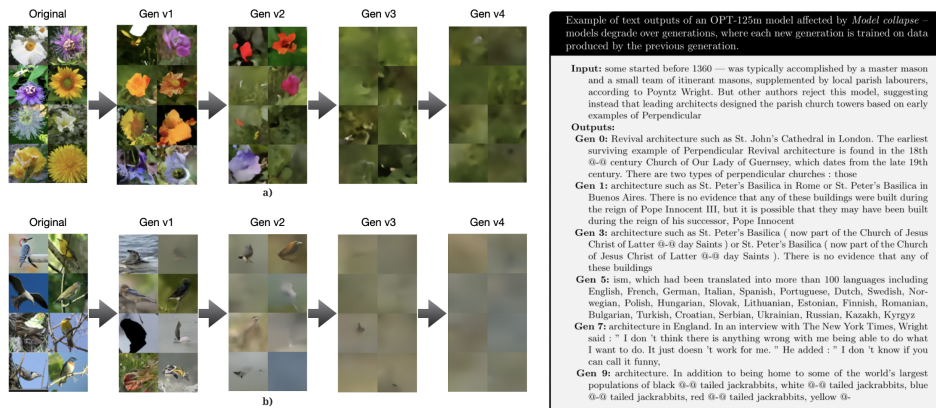 Original Gen v1 Gen v2 Gen v3 Gen v4
a)
Original Gen v1 Gen v2 Gen v3 Gen v4
b)
Example of text outputs of an OPT-125m model affected by Model collapse –
models degrade over generations, where each new generation is trained on data
produced by the previous generation.
Input: some started before 1360 — was typically accomplished by a master mason
and a small team of itinerant masons, supplemented by local parish labourers,
according to Poyntz Wright. But other authors reject this model, suggesting
instead that leading architects designed the parish church towers based on early
examples of Perpendicular
Outputs:
Gen 0: Revival architecture such as St. John's Cathedral in London. The earliest
surviving example of Perpendicular Revival architecture is found in the 18th
@-@ century Church of Our Lady of Guernsey, which dates from the late 19th
century. There are two types of perpendicular churches : those
Gen 1: architecture such as St. Peter's Basilica in Rome or St. Peter's Basilica in
Buenos Aires. There is no evidence that any of these buildings were built during
the reign of Pope Innocent III, but it is possible that they may have been built
during the reign of his successor, Pope Innocent
Gen 3: architecture such as St. Peter's Basilica ( now part of the Church of Jesus
Christ of Latter @-@ day Saints ) or St. Peter's Basilica ( now part of the Church
of Jesus Christ of Latter @-@ day Saints ). There is no evidence that any of
these buildings
Gen 5: ism, which had been translated into more than 100 languages including
English, French, German, Italian, Spanish, Portuguese, Dutch, Swedish, Nor-
wegian, Polish, Hungarian, Slovak, Lithuanian, Estonian, Finnish, Romanian,
Bulgarian, Turkish, Croatian, Serbian, Ukrainian, Russian, Kazakh, Kyrgyz
Gen 7: architecture in England. In an interview with The New York Times, Wright
said : " I don 't think there is anything wrong with me being able to do what
I want to do. It just doesn 't work for me. " He added : " I don 't know if you
can call it funny,
Gen 9: architecture. In addition to being home to some of the world's largest
populations of black @-@ tailed jackrabbits, white @-@ tailed jackrabbits, blue
@-@ tailed jackrabbits, red @-@ tailed jackrabbits, yellow @-